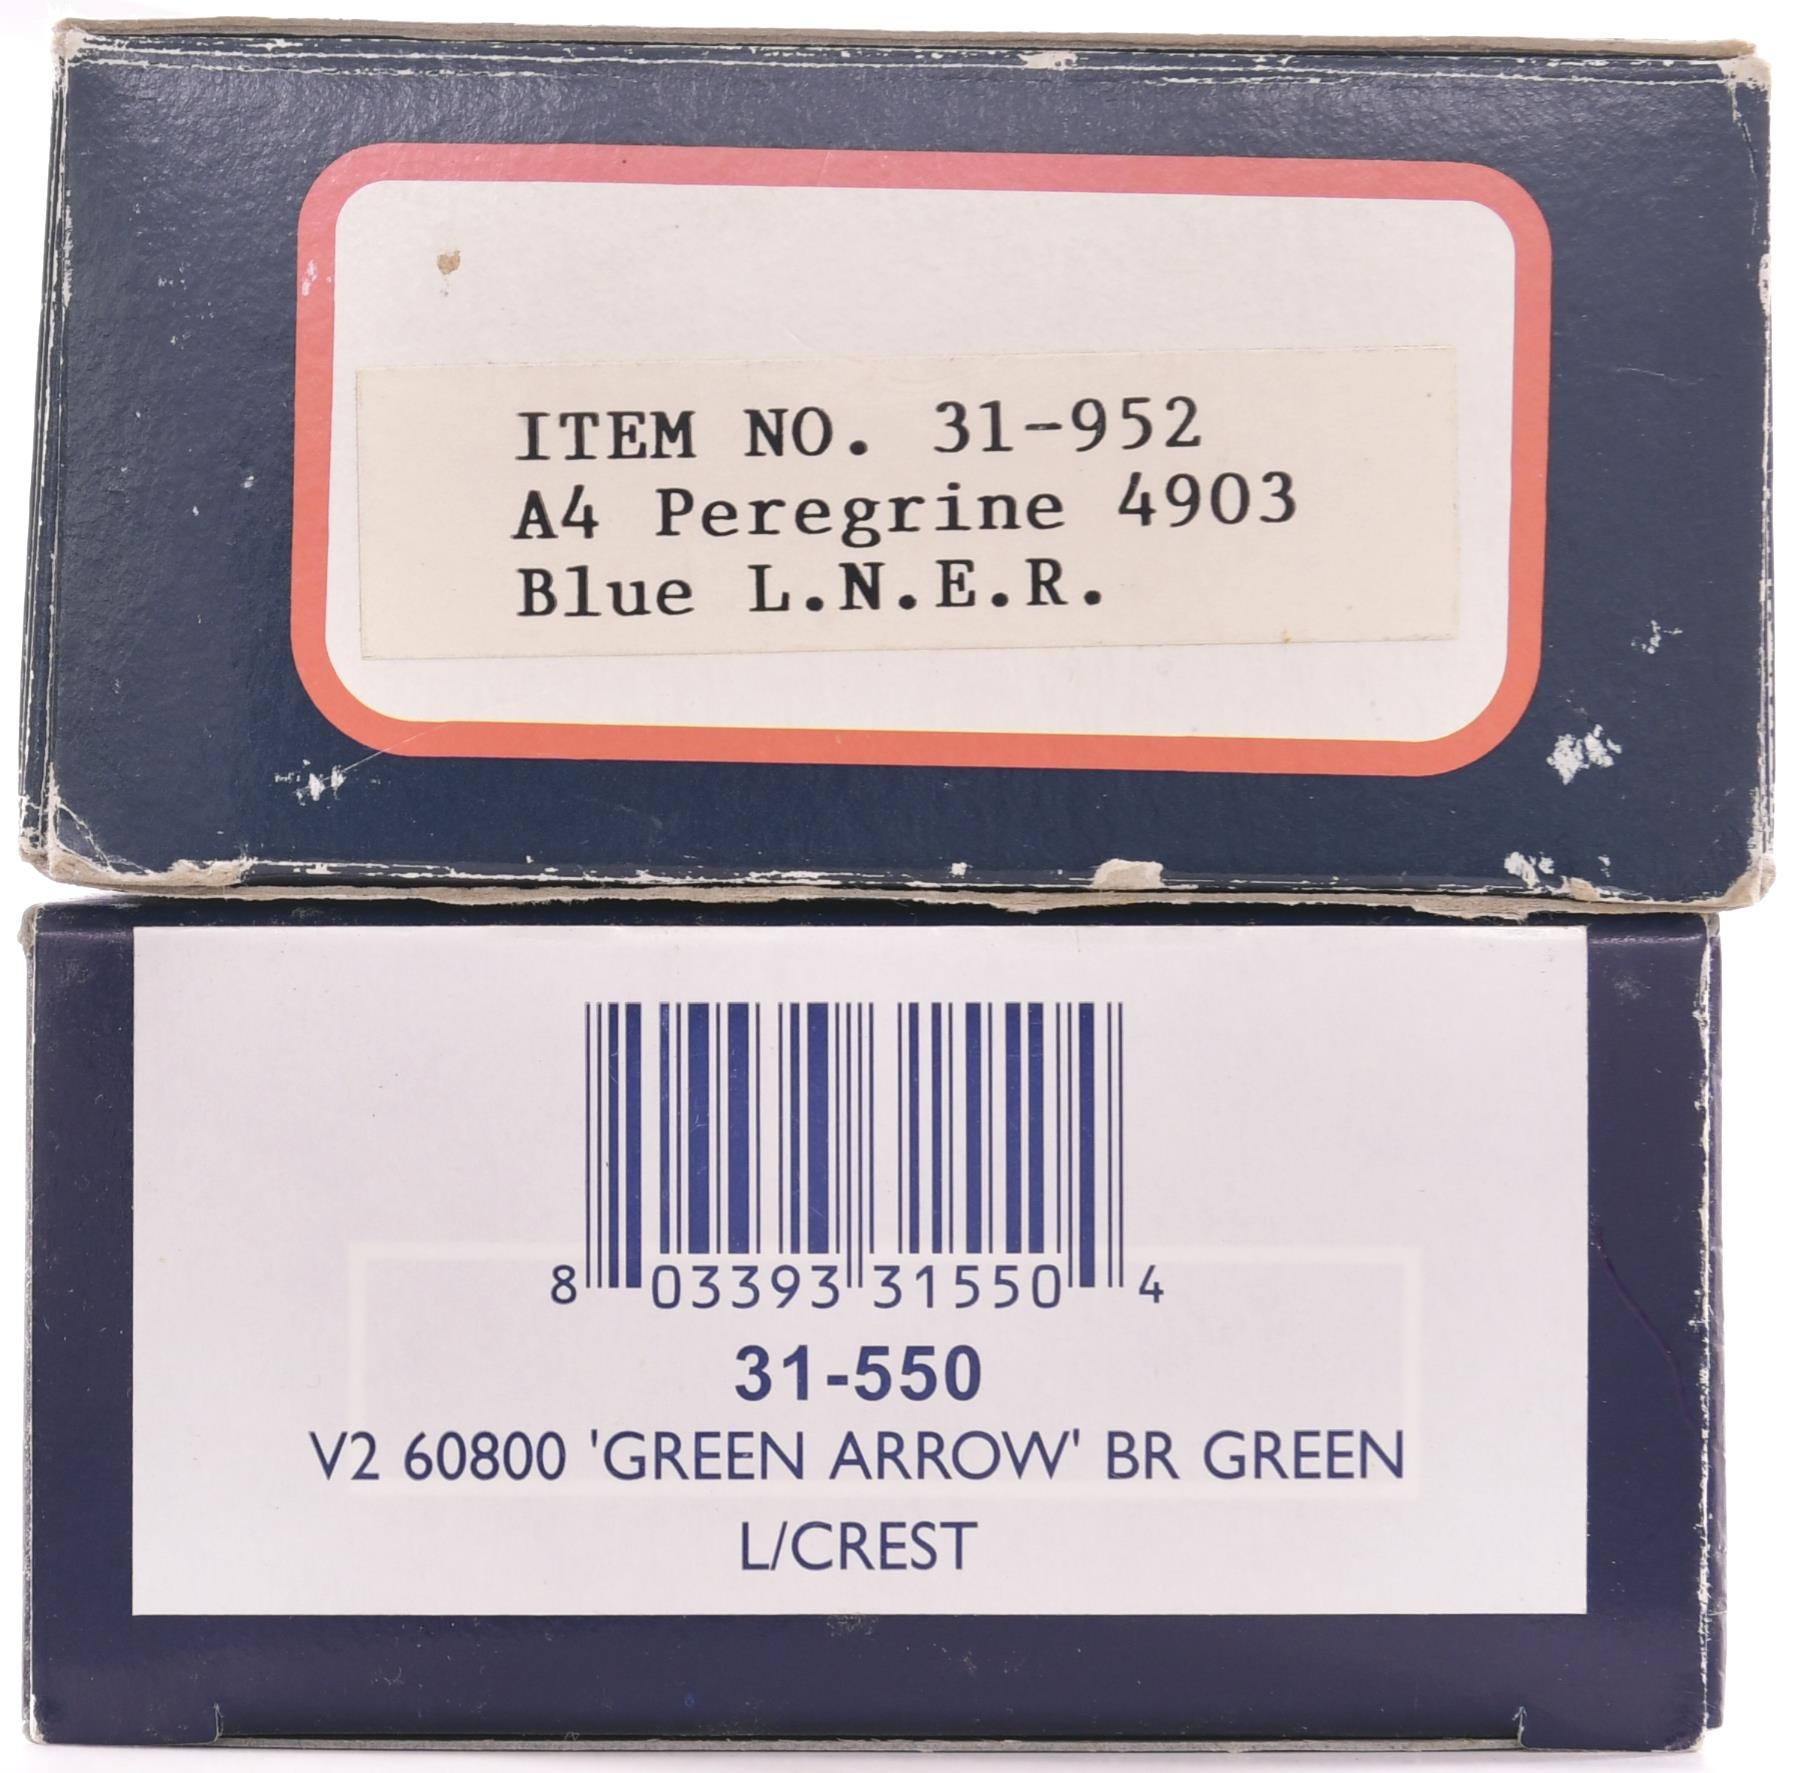 ITEM NO. 31-952
A4 Peregrine 4903
Blue L.N.E.R.
8 03393 31550 4
31-550
V2 60800 'GREEN ARROW' BR GREEN
L/CREST